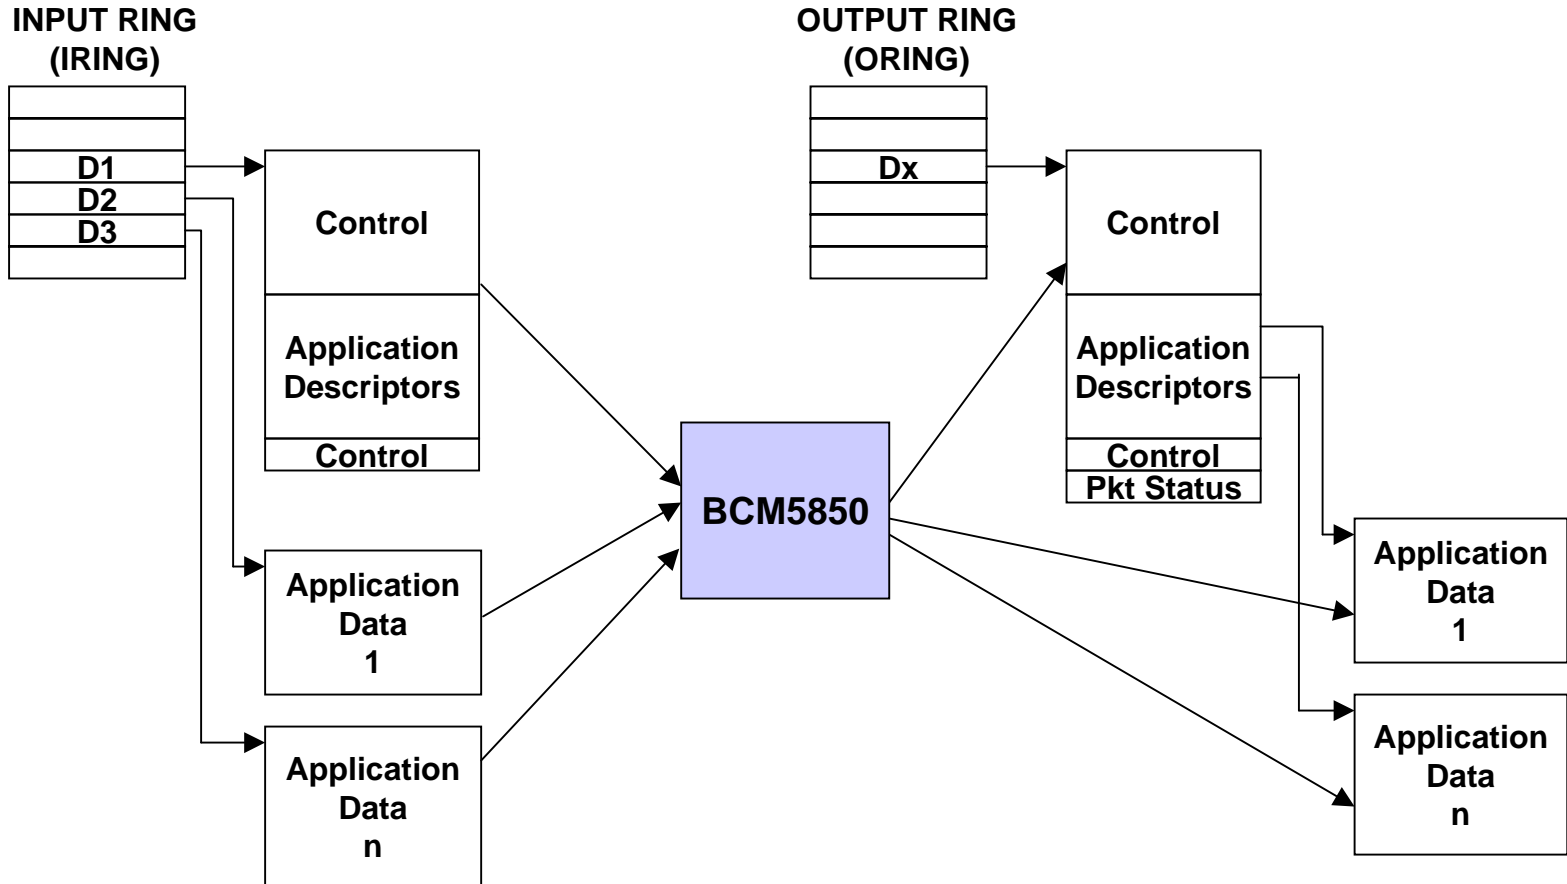 INPUT RING
(IRING)
D1
D2
D3
Control
Application
Descriptors
Control
Application
Data
1
Application
Data
n
BCM5850
OUTPUT RING
(ORING)
Dx
Control
Application
Descriptors
Control
Pkt Status
Application
Data
1
Application
Data
n